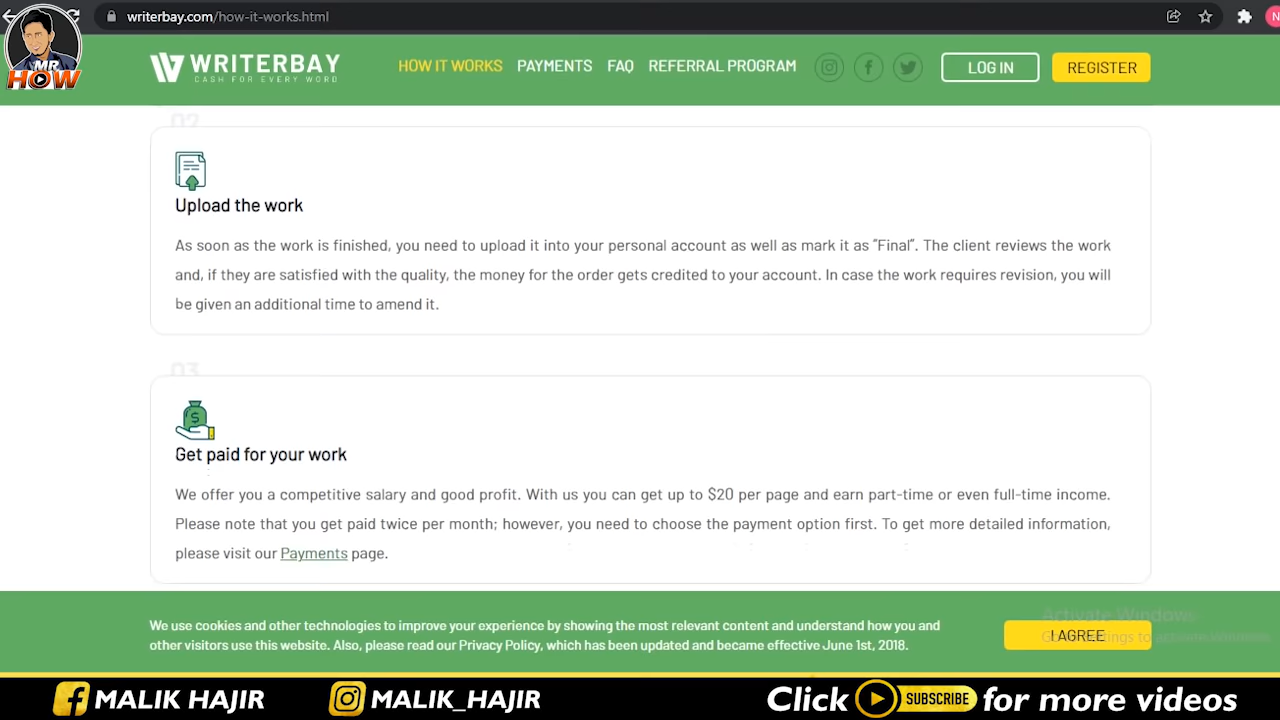 writerbay.com/how-it-works.html
N
MR
HOW
WRITERBAY
CASH FOR EVERY WORD
HOW IT WORKS
PAYMENTS
FAQ
REFERRAL PROGRAM
LOG IN
REGISTER
02
Upload the work
As soon as the work is finished, you need to upload it into your personal account as well as mark it as "Final". The client reviews the work
and, if they are satisfied with the quality, the money for the order gets credited to your account. In case the work requires revision, you will
be given an additional time to amend it.
03
Get paid for your work
We offer you a competitive salary and good profit. With us you can get up to $20 per page and earn part-time or even full-time income.
Please note that you get paid twice per month; however, you need to choose the payment option first. To get more detailed information,
please visit our Payments page.
We use cookies and other technologies to improve your experience by showing the most relevant content and understand how you and
other visitors use this website. Also, please read our Privacy Policy, which has been updated and became effective June 1st, 2018.
I AGREE
Activate Windows
MALIK HAJIR
MALIK_HAJIR
Click SUBSCRIBE for more videos